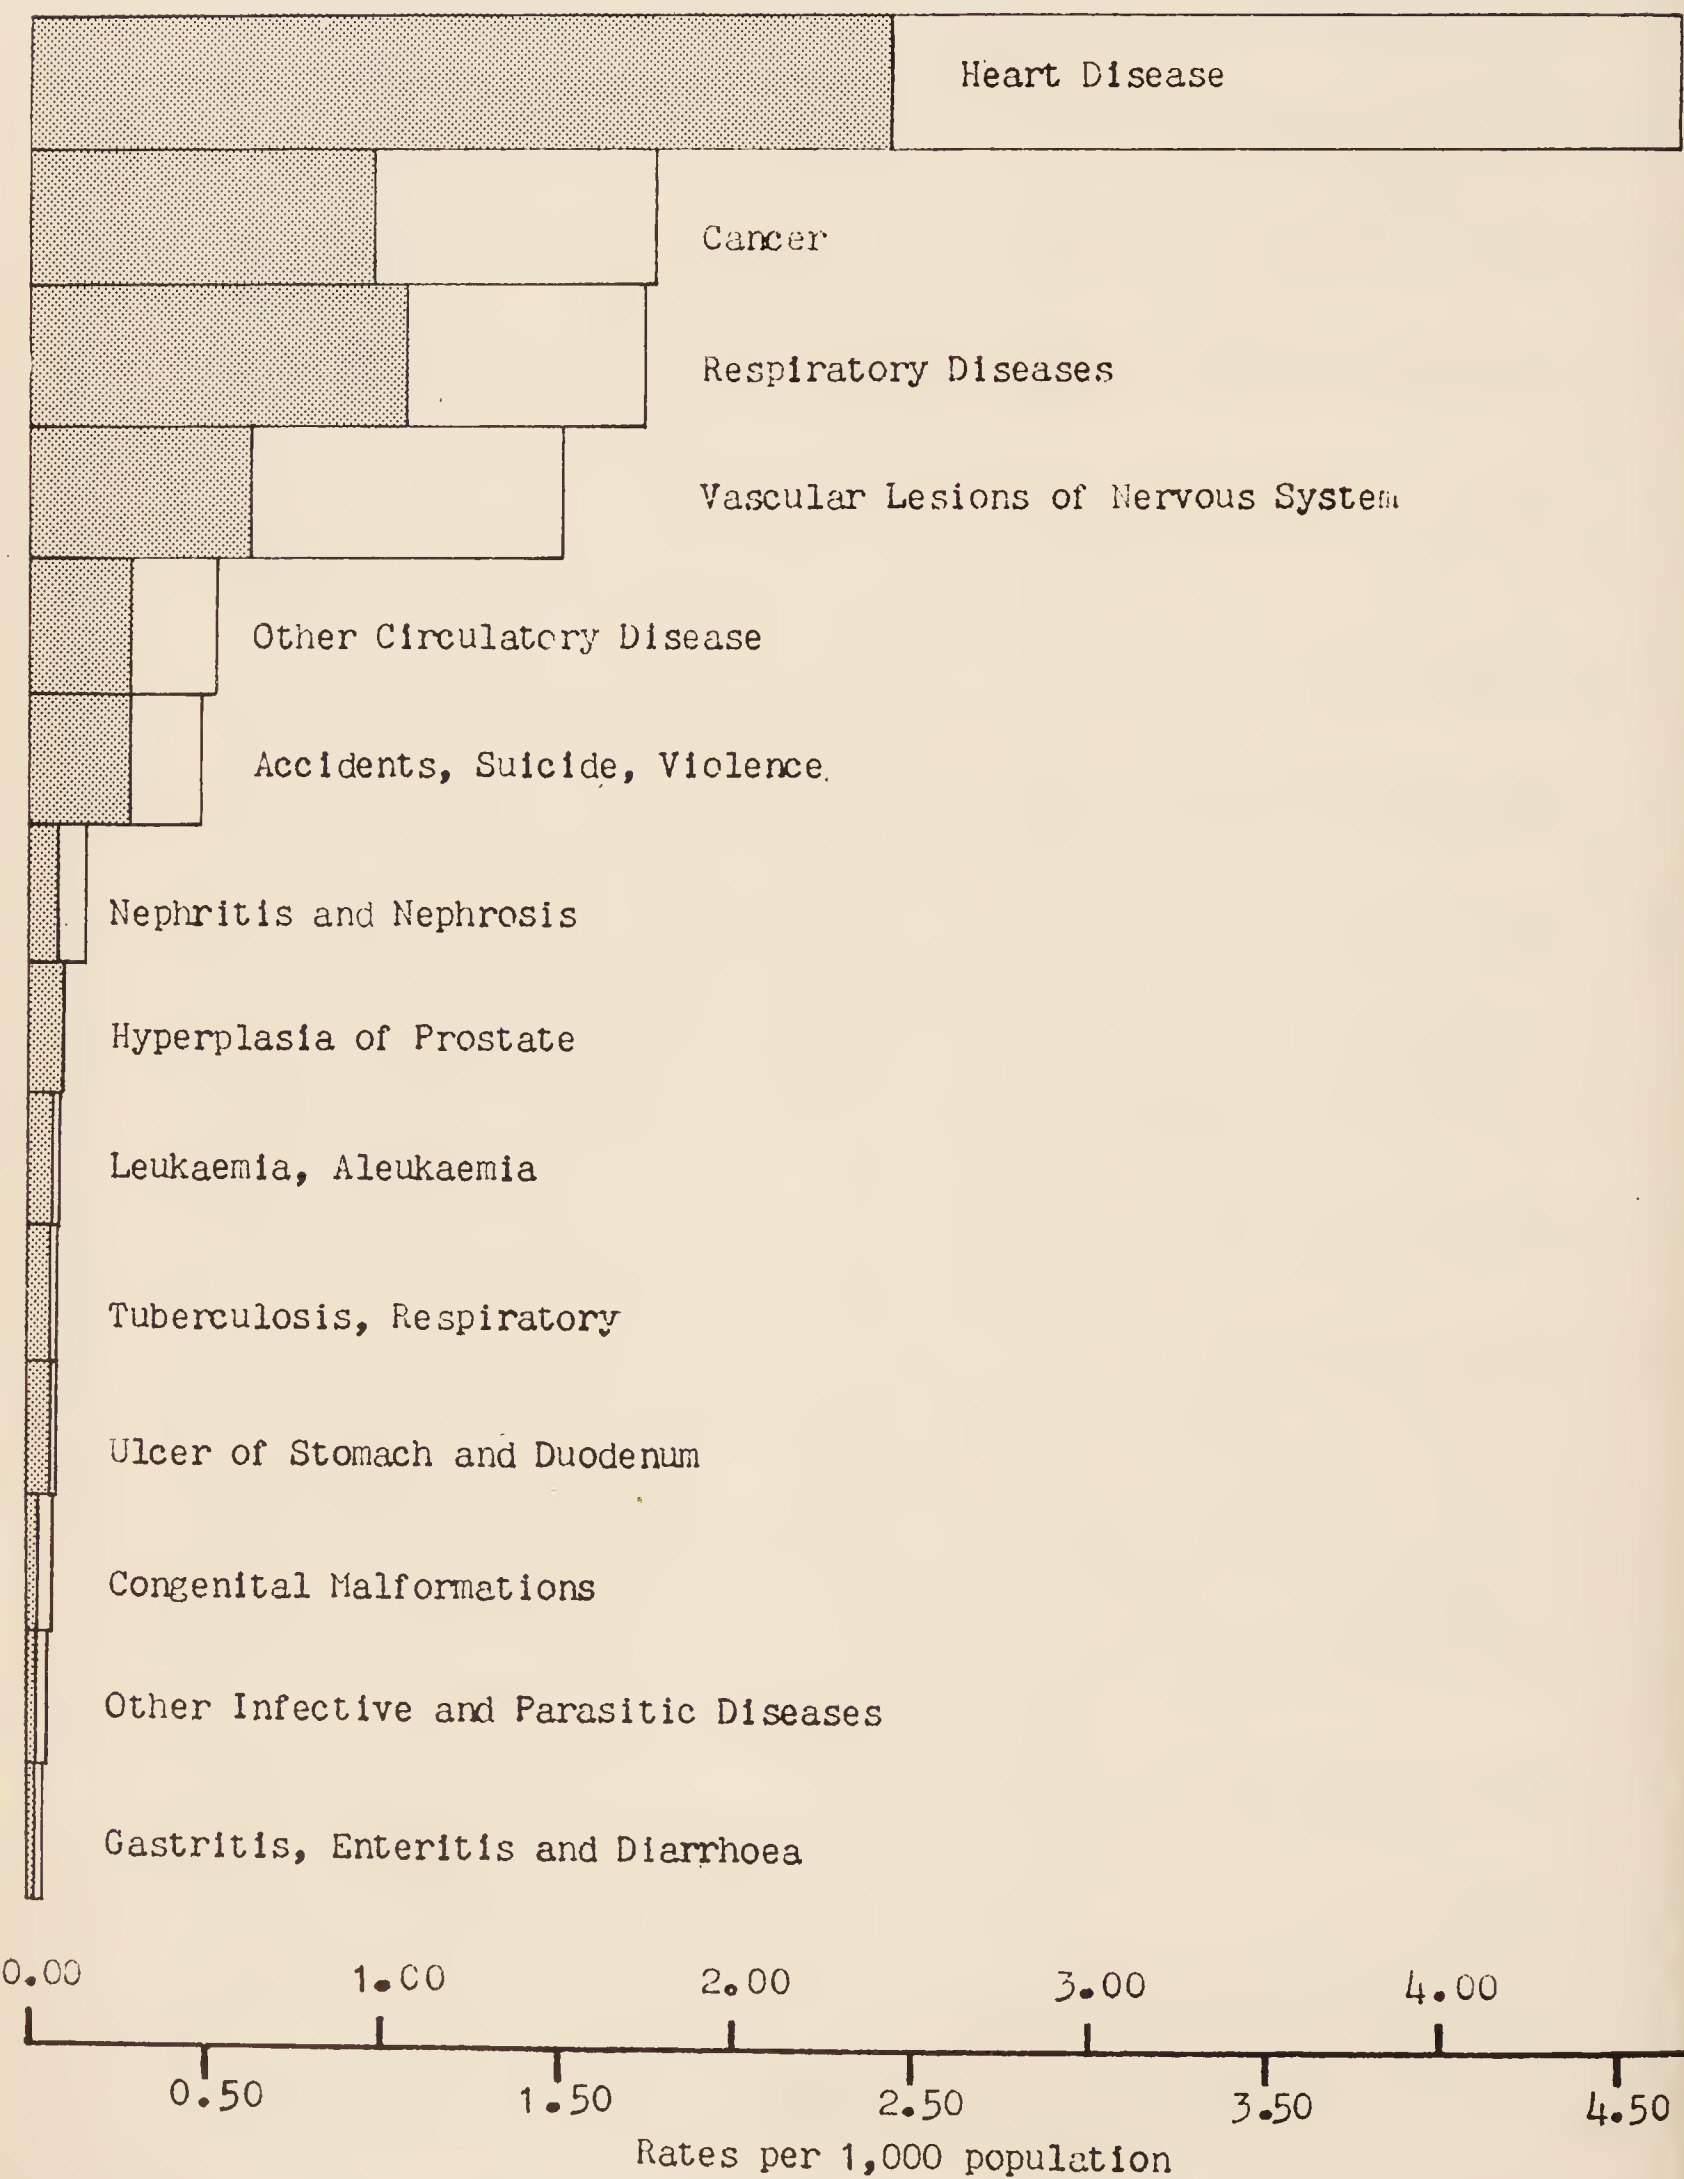 Heart Disease
Cancer
Respiratory Diseases
Vascular Lesions of Nervous System
Other Circulatory Disease
Accidents, Suicide, Violence.
Nephritis and Nephrosis
Hyperplasia of Prostate
Leukaemia, Aleukaemia
Tuberculosis, Respiratory
Ulcer of Stomach and Duodenum
Congenital Malformations
Other Infective and Parasitic Diseases
Gastritis, Enteritis and Diarrhoea
0.00 1.00 2.00 3.00 4.00
0.50 1.50 2.50 3.50 4.50
Rates per 1,000 population